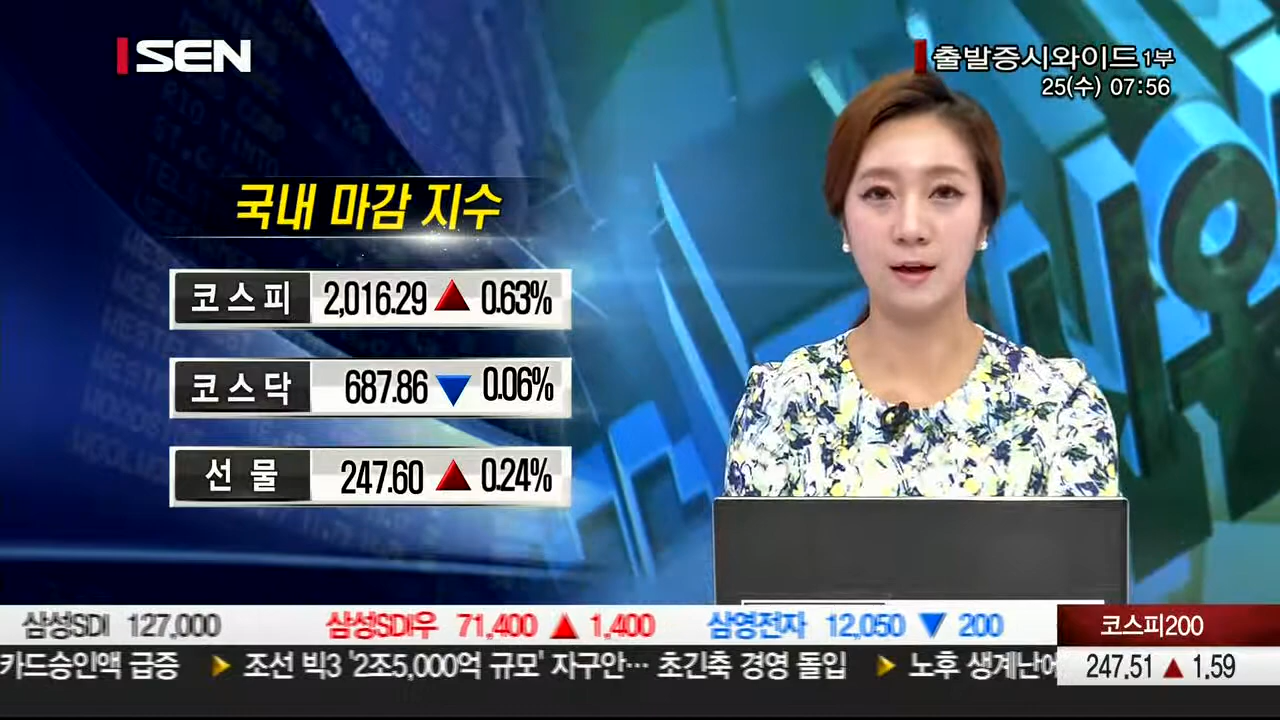 SEN
출발증시와이드 1부
25(수) 07:56
국내 마감 지수
코스피 2,016.29 ▲ 0.63%
코스닥 687.86 ▼ 0.06%
선물 247.60 ▲ 0.24%
삼성SDI 127,000 삼성SDI우 71,400 ▲ 1,400 삼영전자 12,050 ▼ 200
코스피200
카드승인액 급증 ▶ 조선 빅3 '2조5,000억 규모' 자구안… 초긴축 경영 돌입 ▶ 노후 생계난에
247.51 ▲ 1.59